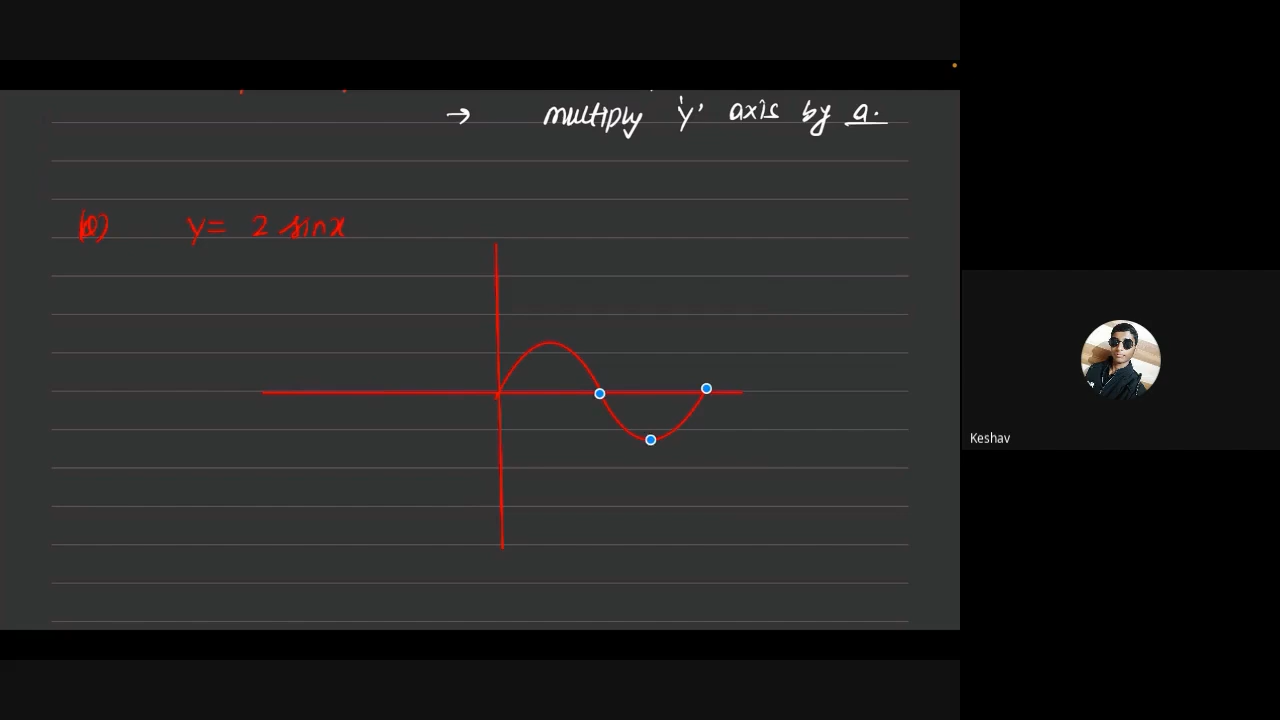 → multiply 'y' axis by a.
Q) y = 2 sinx
Keshav